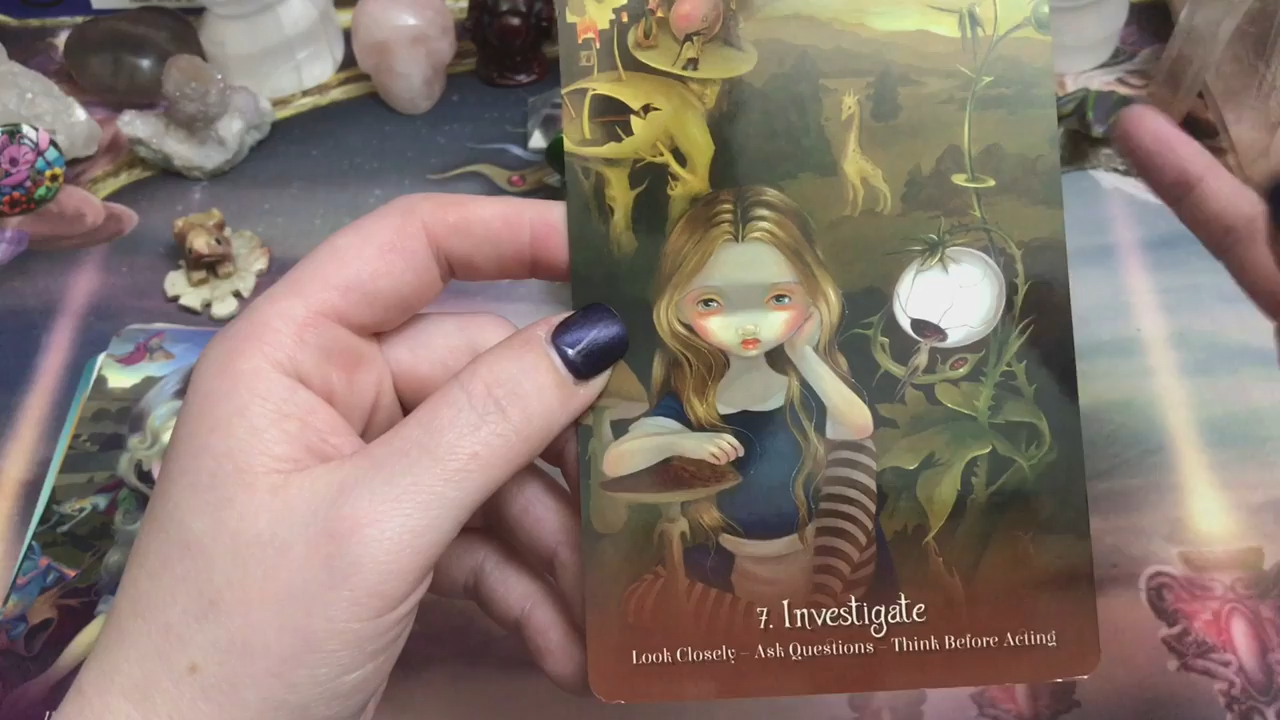 7. Investigate
Look Closely – Ask Questions – Think Before Acting